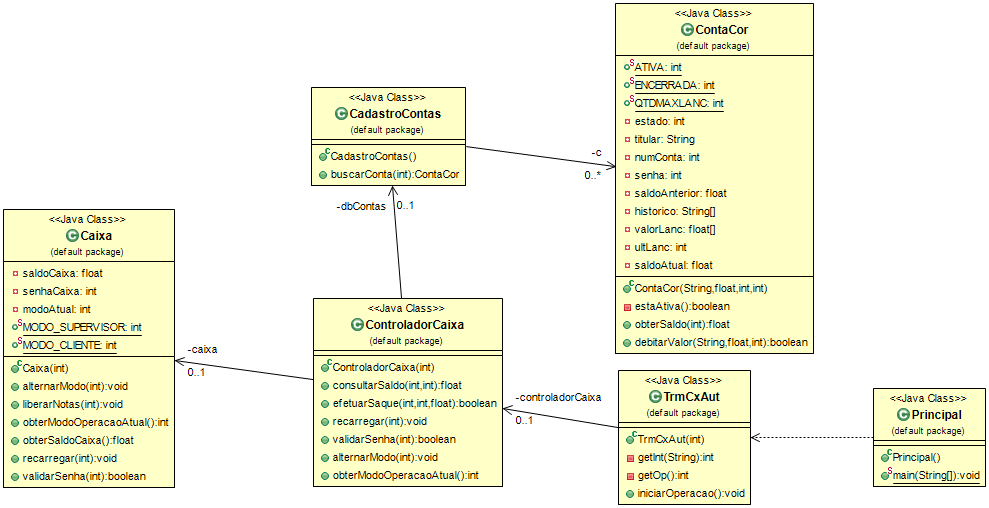 <<Java Class>>
ContaCor
(default package)
ATIVA: int
ENCERRADA: int
QTDMAXLANC: int
estado: int
titular: String
numConta: int
senha: int
saldoAnterior: float
historico: String[]
valorLanc: float[]
ultLanc: int
saldoAtual: float
ContaCor(String,float,int,int)
estaAtiva():boolean
obterSaldo(int):float
debitarValor(String,float,int):boolean
<<Java Class>>
CadastroContas
(default package)
CadastroContas()
buscarConta(int):ContaCor
-c
0..*
-dbContas
0..1
<<Java Class>>
Caixa
(default package)
saldoCaixa: float
senhaCaixa: int
modoAtual: int
MODO_SUPERVISOR: int
MODO_CLIENTE: int
Caixa(int)
alternarModo(int):void
liberarNotas(int):void
obterModoOperacaoAtual():int
obterSaldoCaixa():float
recarregar(int):void
validarSenha(int):boolean
-caixa
0..1
<<Java Class>>
ControladorCaixa
(default package)
ControladorCaixa(int)
consultarSaldo(int,int):float
efetuarSaque(int,int,float):boolean
recarregar(int):void
validarSenha(int):boolean
alternarModo(int):void
obterModoOperacaoAtual():int
-controladorCaixa
0..1
<<Java Class>>
TrmCxAut
(default package)
TrmCxAut(int)
getInt(String):int
getOp():int
iniciarOperacao():void
<<Java Class>>
Principal
(default package)
Principal()
main(String[]):void